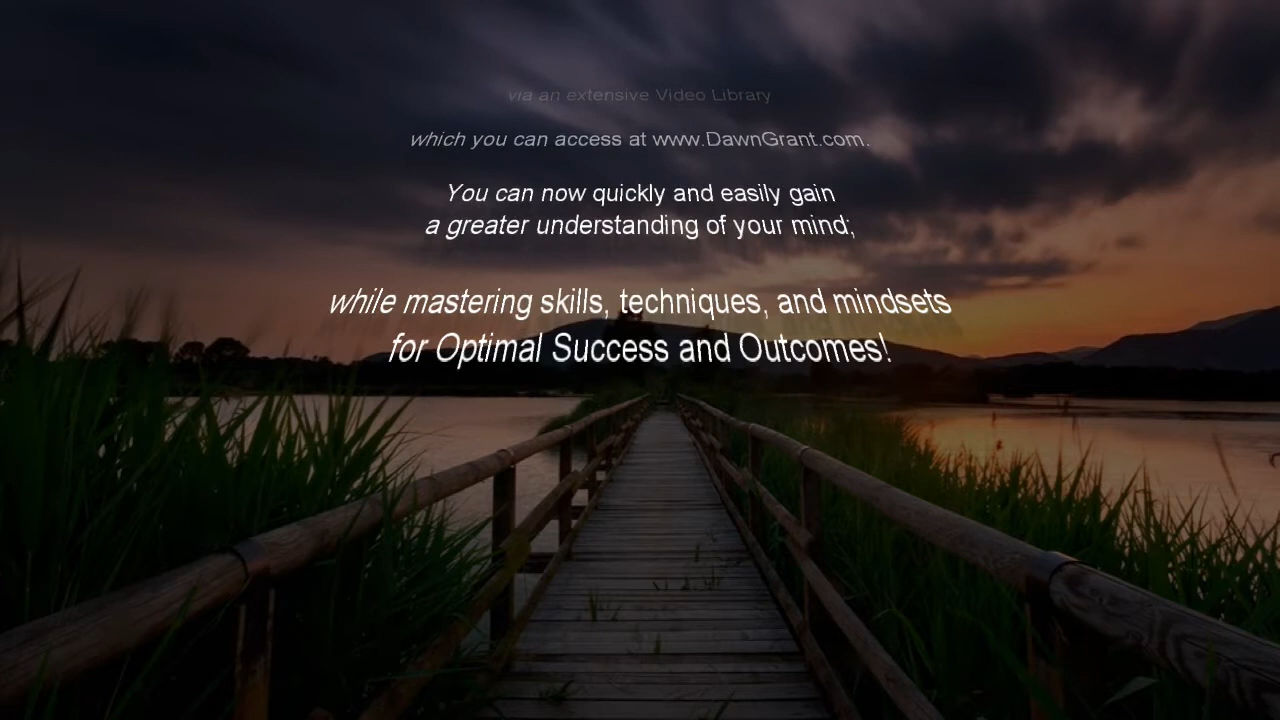 via an extensive Video Library
which you can access at www.DawnGrant.com.
You can now quickly and easily gain
a greater understanding of your mind;
while mastering skills, techniques, and mindsets
for Optimal Success and Outcomes!